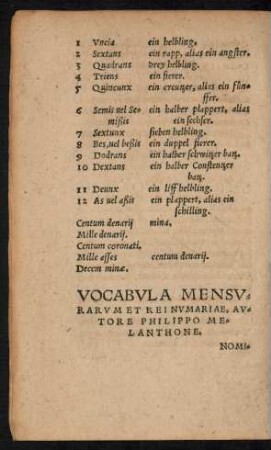 1 Vncia ein helbling.
2 Sextans ein rapp, alias ein angster.
3 Quadrans drey helbling.
4 Triens ein fierer.
5 Quincunx ein creutzer, alias ein fünf-
ffer.
6 Semis uel Se- ein halber plappert, alias
missis ein sechser.
7 Septunx siben helbling.
8 Bes, uel bessis ein duppel fierer.
9 Dodrans ein halber schwitzer batz.
10 Dextans ein halber Constentzer
batz.
11 Deunx ein liff helbling.
12 As uel assis ein plappert, alias ein
schilling.
Centum denarij minæ.
Mille denarij.
Centum coronati.
Mille asses centum denarij.
Decem minæ.
VOCABVLA MENSV-
RARVM ET REI NVMARIAE, AV-
TORE PHILIPPO ME-
LANTHONE.
NOMI-